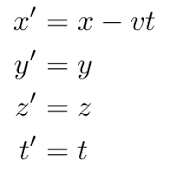 x′ = x − vt
y′ = y
z′ = z
t′ = t